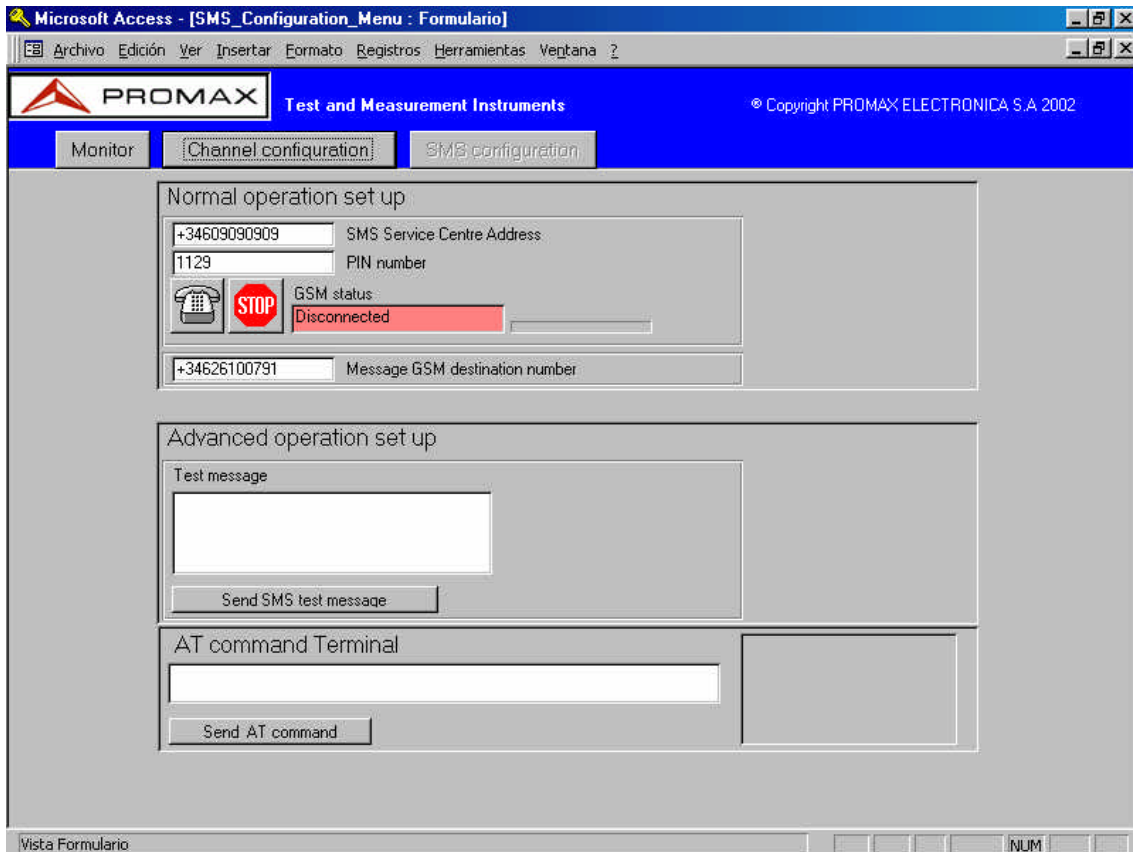 Microsoft Access - [SMS_Configuration_Menu : Formulario]
Archivo Edición Ver Insertar Formato Registros Herramientas Ventana ?
PROMAX
Test and Measurement Instruments
® Copyright PROMAX ELECTRONICA S.A 2002
Monitor
Channel configuration
SMS configuration
Normal operation set up
+34609090909 SMS Service Centre Address
1129 PIN number
STOP
GSM status
Disconnected
+34626100791 Message GSM destination number
Advanced operation set up
Test message
Send SMS test message
AT command Terminal
Send AT command
Vista Formulario
NUM